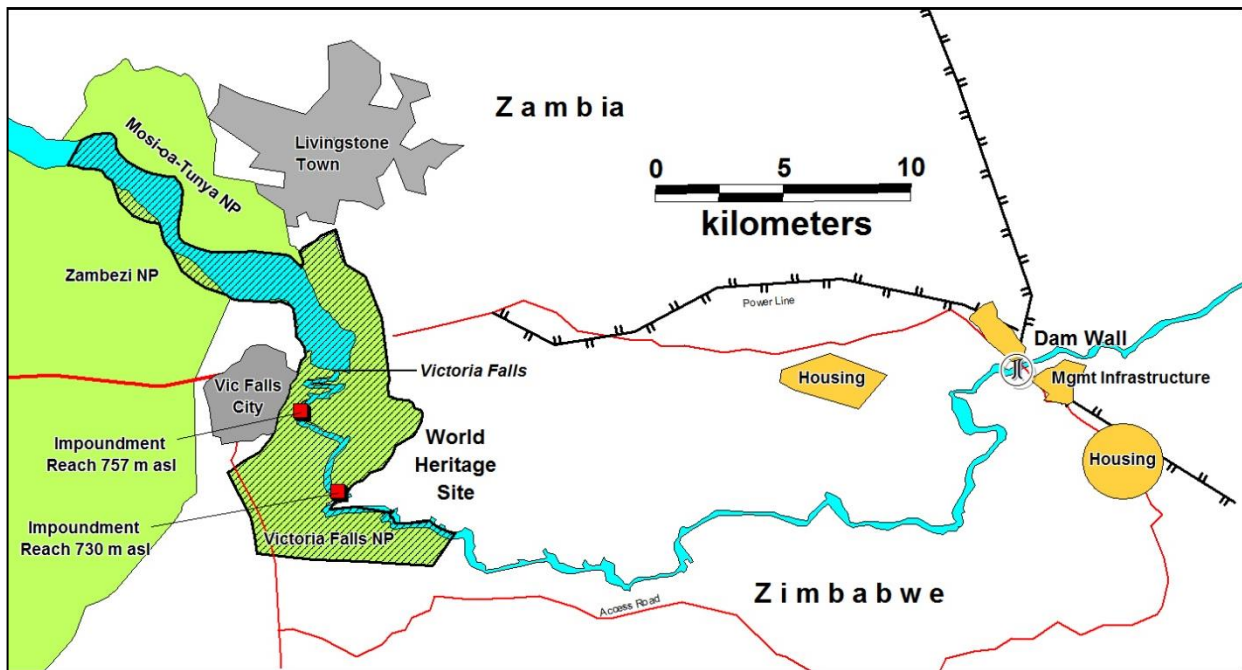 Z a m b ia
Livingstone
Town
Mosi-oa-Tunya NP
0 5 10
kilometers
Zambezi NP
Power Line
Dam Wall
Victoria Falls
Housing
Mgmt Infrastructure
Vic Falls
City
Impoundment
Reach 757 m asl
World
Heritage
Site
Housing
Impoundment
Reach 730 m asl
Victoria Falls NP
Z i m b a b w e
Access Road